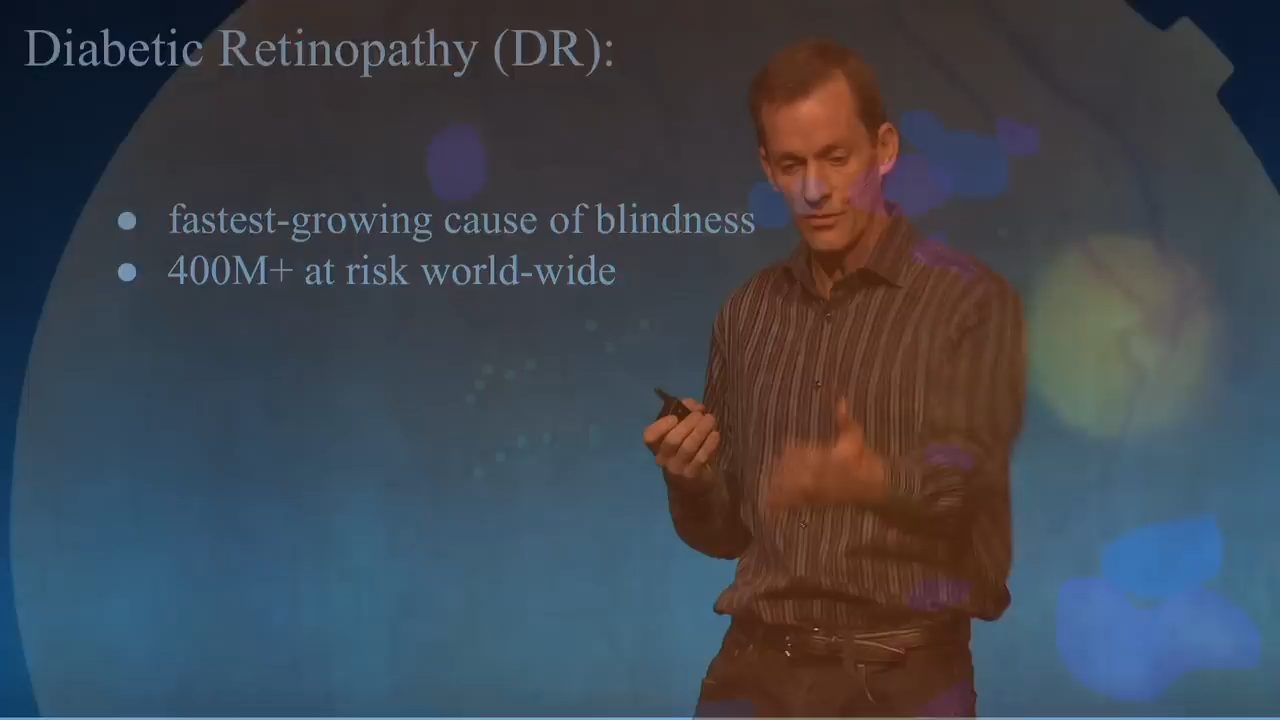 Diabetic Retinopathy (DR):
● fastest-growing cause of blindness
● 400M+ at risk world-wide